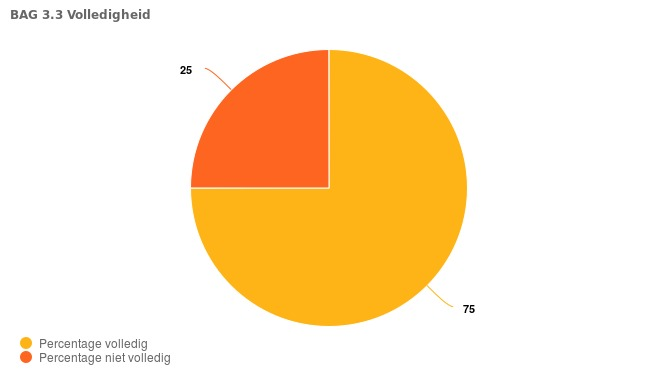 BAG 3.3 Volledigheid
25
75
Percentage volledig
Percentage niet volledig